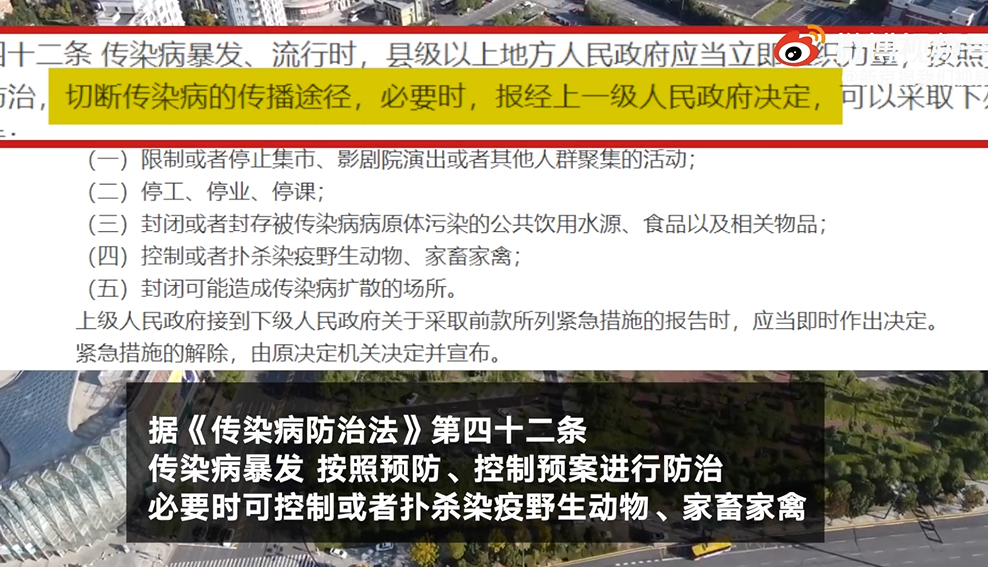 四十二条 传染病暴发、流行时，县级以上地方人民政府应当立即组织力量，按照
防治，切断传染病的传播途径，必要时，报经上一级人民政府决定，可以采取下列
（一）限制或者停止集市、影剧院演出或者其他人群聚集的活动；
（二）停工、停业、停课；
（三）封闭或者封存被传染病病原体污染的公共饮用水源、食品以及相关物品；
（四）控制或者扑杀染疫野生动物、家畜家禽；
（五）封闭可能造成传染病扩散的场所。
上级人民政府接到下级人民政府关于采取前款所列紧急措施的报告时，应当即时作出决定。
紧急措施的解除，由原决定机关决定并宣布。
据《传染病防治法》第四十二条
传染病暴发 按照预防、控制预案进行防治
必要时可控制或者扑杀染疫野生动物、家畜家禽